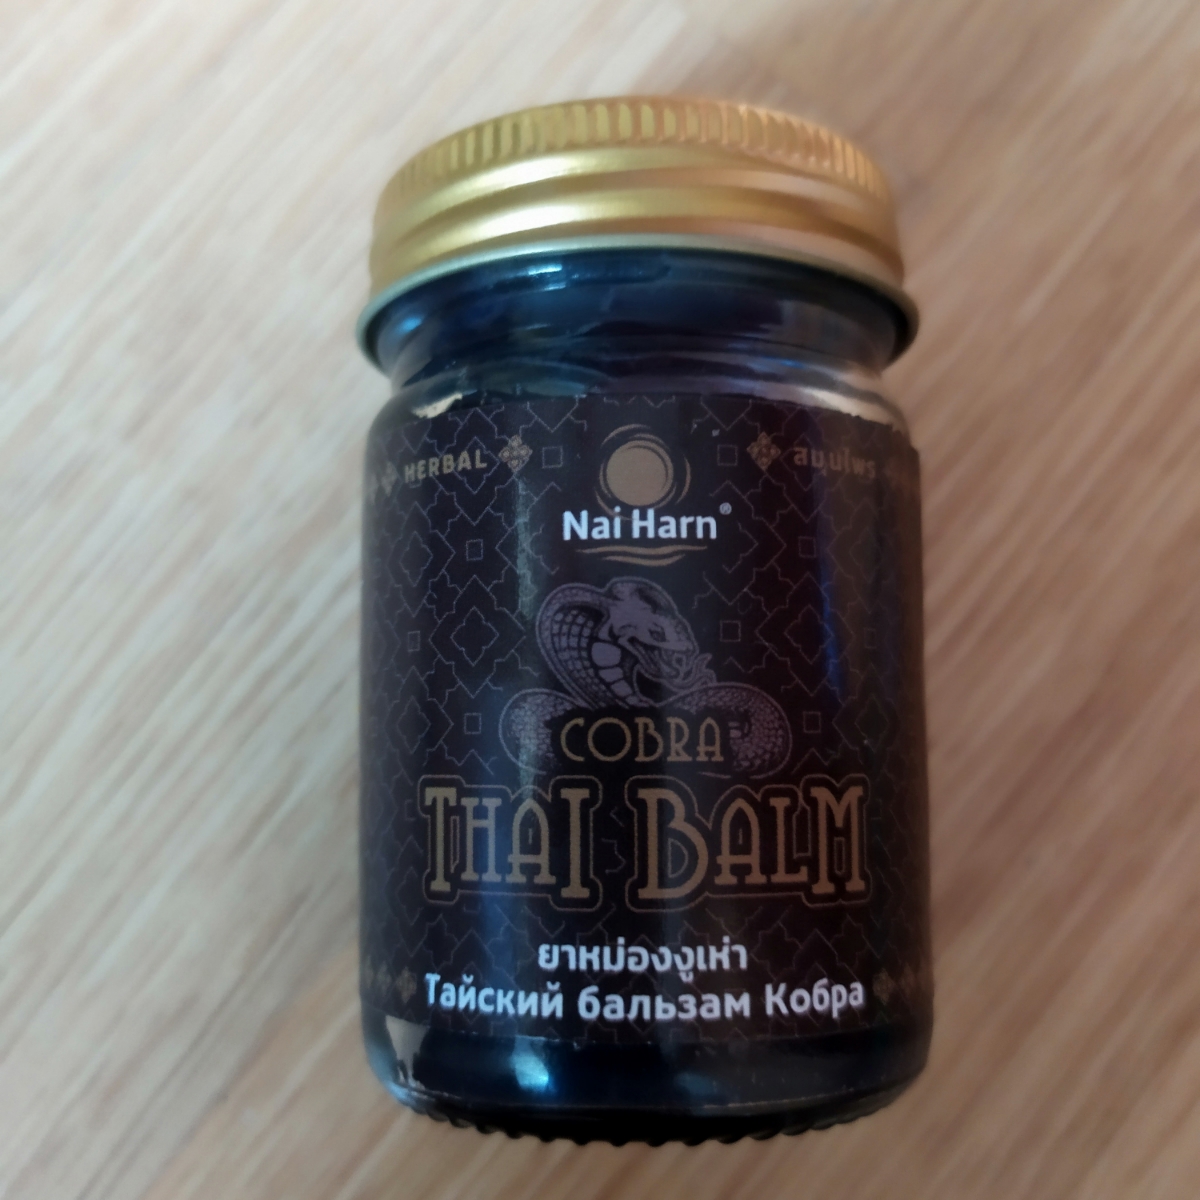 HERBAL
สมุนไพร
Nai Harn®
COBRA
THAI BALM
ยาหม่องงูเห่า
Тайский бальзам Кобра